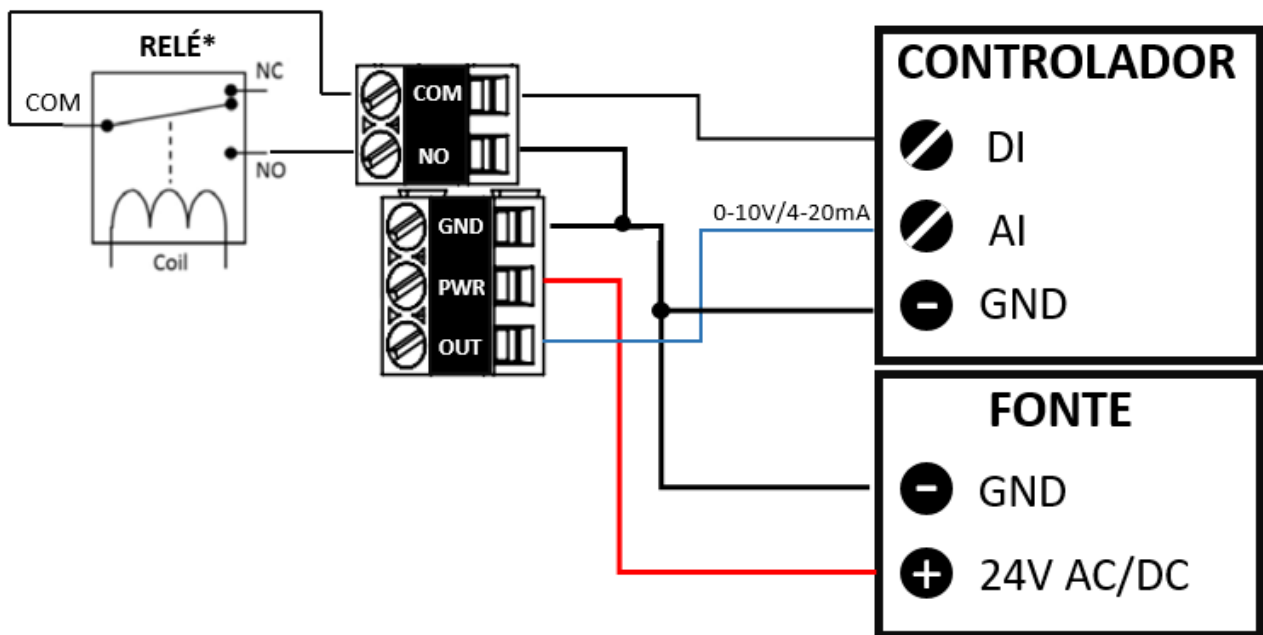 RELÉ*
NC
COM
NO
Coil
COM
NO
GND
PWR
OUT
0-10V/4-20mA
CONTROLADOR
DI
AI
- GND
FONTE
- GND
+ 24V AC/DC